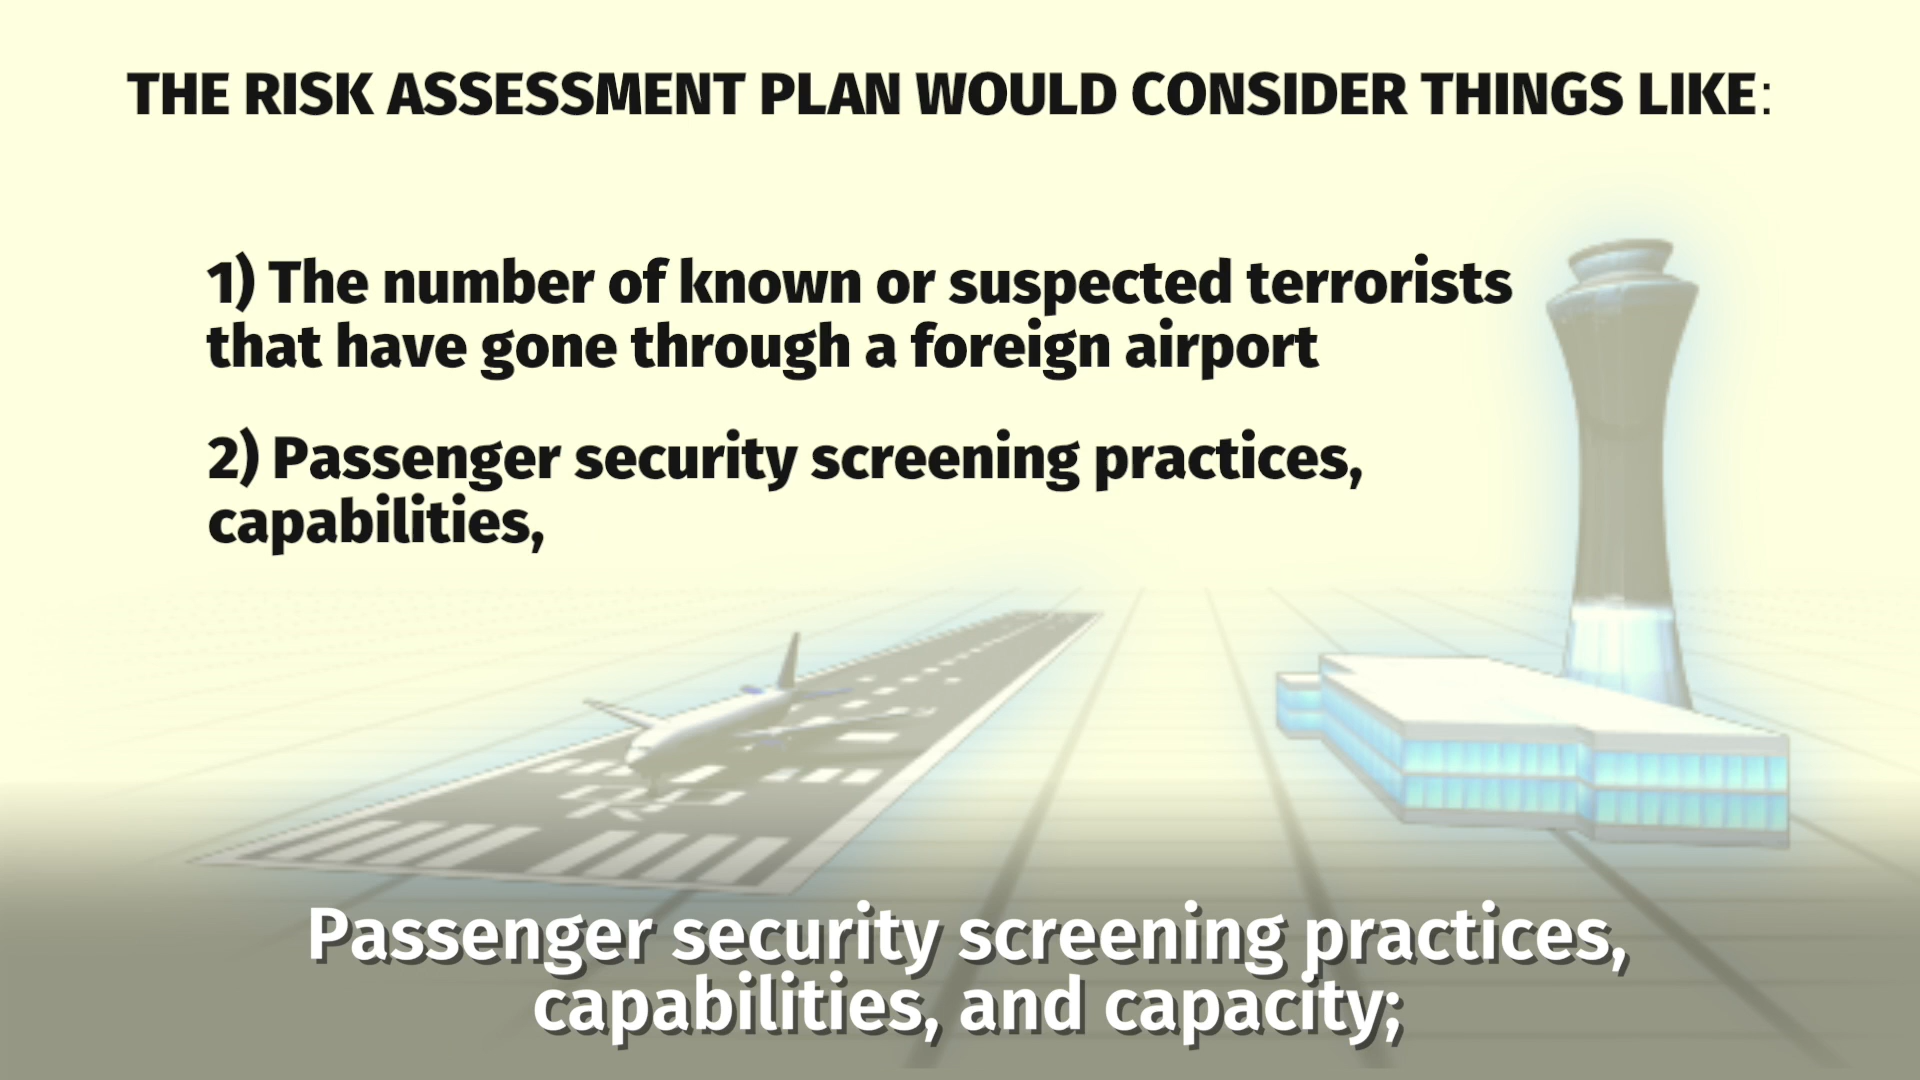 THE RISK ASSESSMENT PLAN WOULD CONSIDER THINGS LIKE:
1) The number of known or suspected terrorists
that have gone through a foreign airport
2) Passenger security screening practices,
capabilities,
Passenger security screening practices,
capabilities, and capacity;